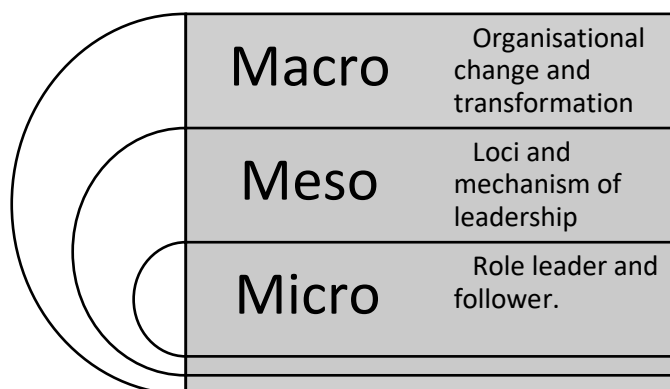 Macro
Organisational
change and
transformation
Meso
Loci and
mechanism of
leadership
Micro
Role leader and
follower.